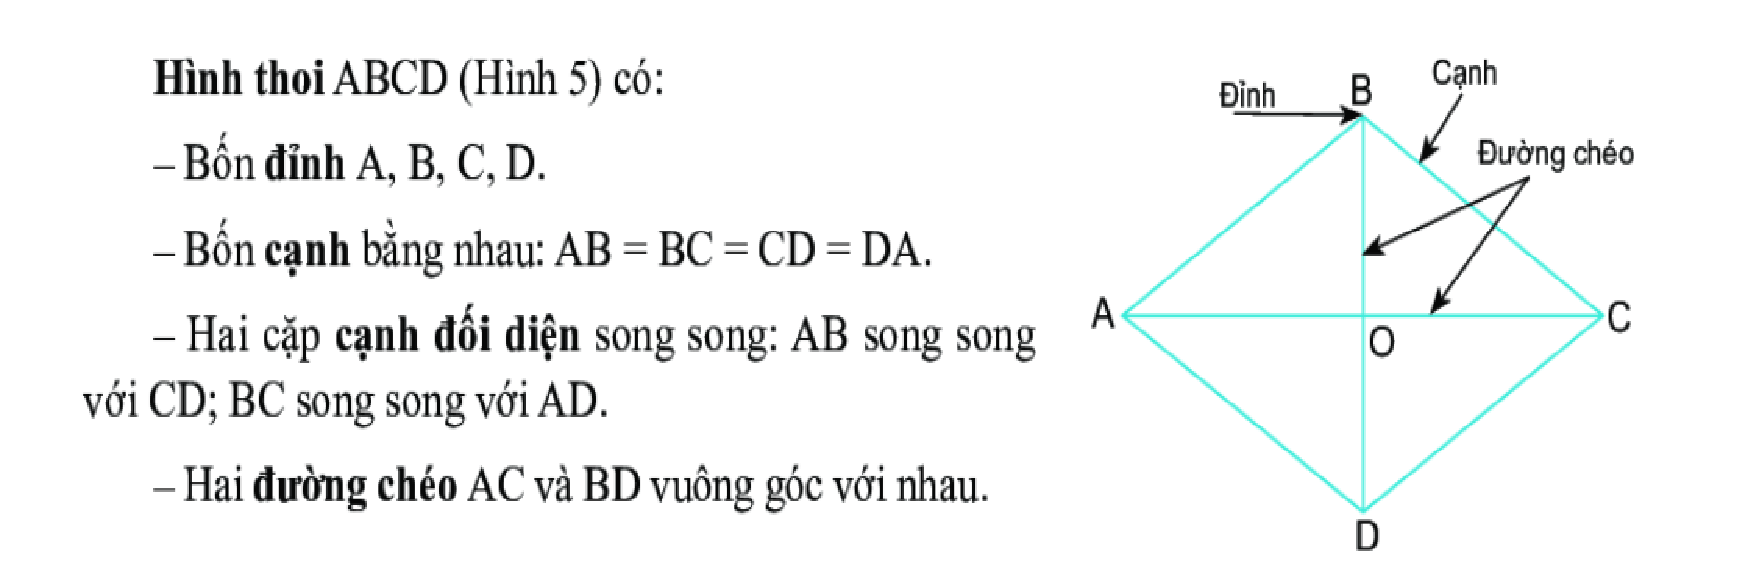 Hình thoi ABCD (Hình 5) có:
– Bốn đỉnh A, B, C, D.
– Bốn cạnh bằng nhau: AB = BC = CD = DA.
– Hai cặp cạnh đối diện song song: AB song song
với CD; BC song song với AD.
– Hai đường chéo AC và BD vuông góc với nhau.
Đỉnh
B
Cạnh
Đường chéo
A
C
O
D